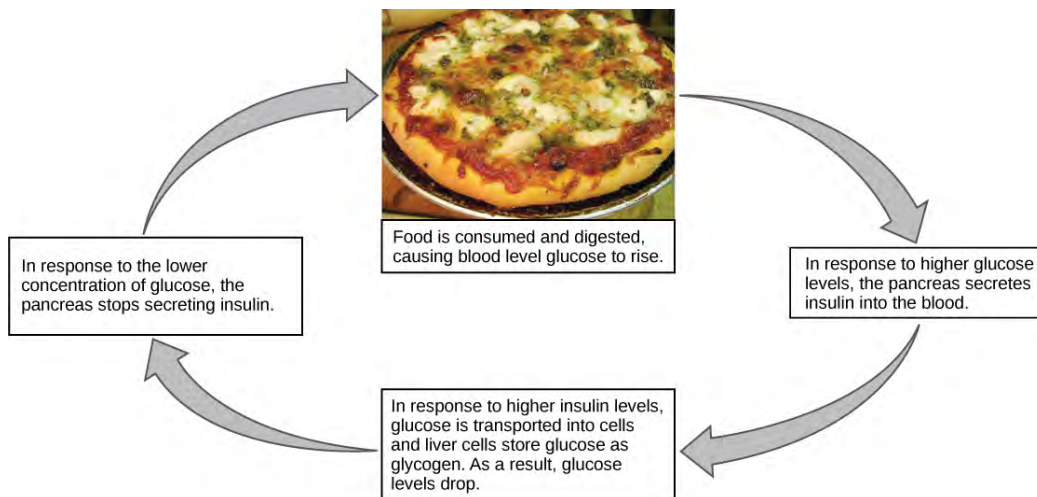 Food is consumed and digested,
causing blood level glucose to rise.
In response to higher glucose
levels, the pancreas secretes
insulin into the blood.
In response to higher insulin levels,
glucose is transported into cells
and liver cells store glucose as
glycogen. As a result, glucose
levels drop.
In response to the lower
concentration of glucose, the
pancreas stops secreting insulin.